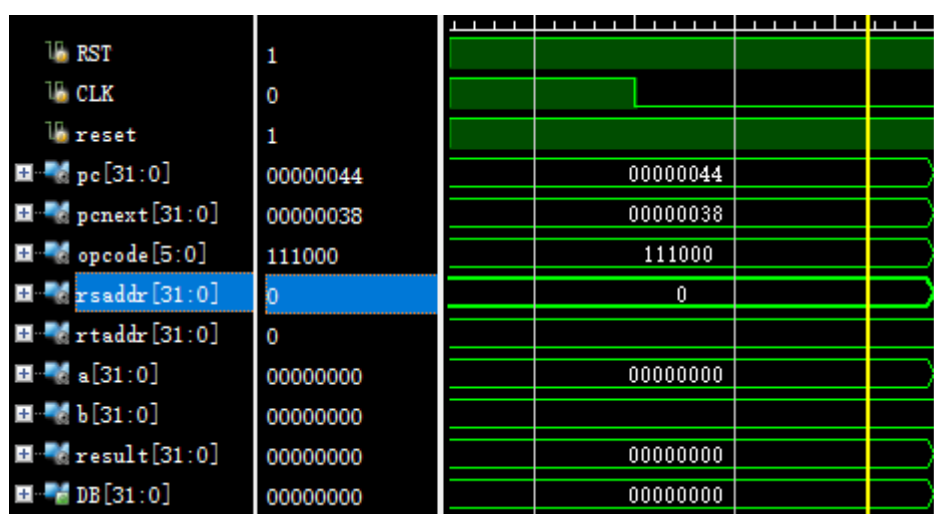 RST 1
CLK 0
reset 1
pc[31:0] 00000044 00000044
pcnext[31:0] 00000038 00000038
opcode[5:0] 111000 111000
rsaddr[31:0] 0 0
rtaddr[31:0] 0
a[31:0] 00000000 00000000
b[31:0] 00000000
result[31:0] 00000000 00000000
DB[31:0] 00000000 00000000